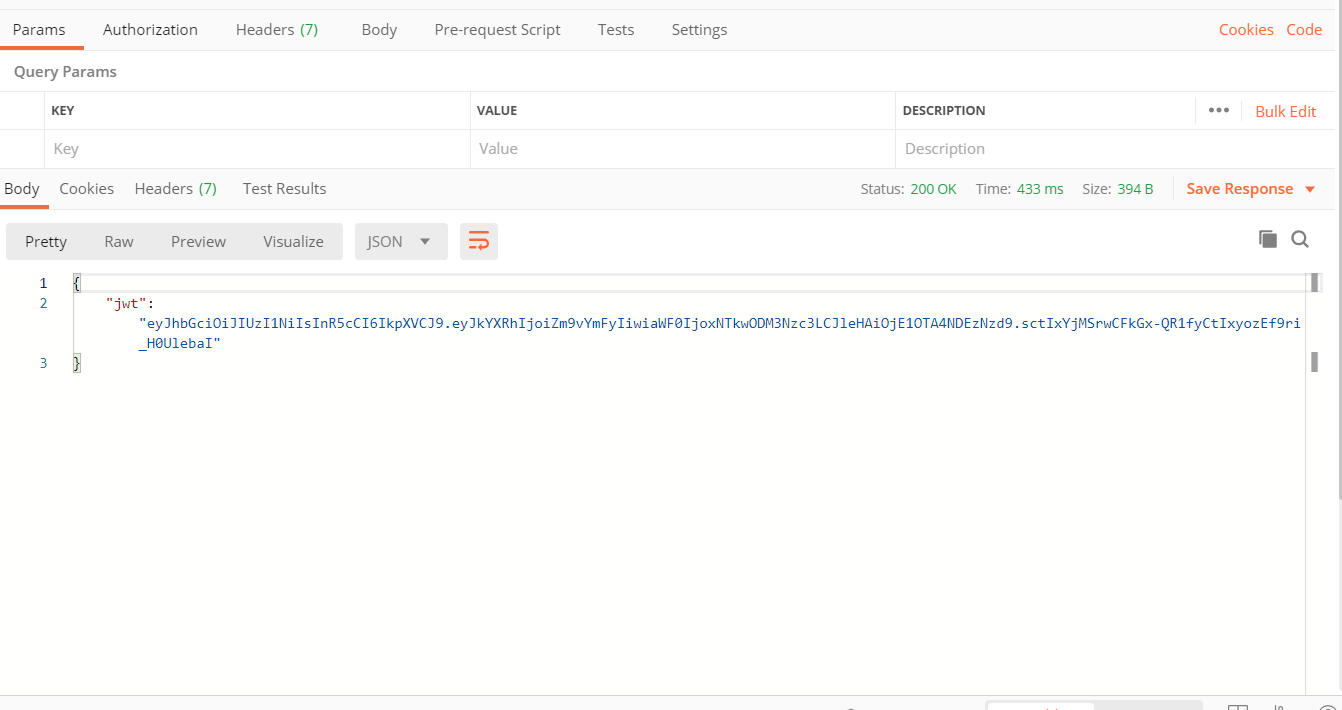 Params Authorization Headers (7) Body Pre-request Script Tests Settings Cookies Code
Query Params
KEY VALUE DESCRIPTION ••• Bulk Edit
Key Value Description
Body Cookies Headers (7) Test Results Status: 200 OK Time: 433 ms Size: 394 B Save Response
Pretty Raw Preview Visualize JSON
1 {
2 "jwt":
"eyJhbGciOiJIUzI1NiIsInR5cCI6IkpXVCJ9.eyJkYXRhIjoiZm9vYmFyIiwiaWF0IjoxNTkwODM3Nzc3LCJleHAiOjE1OTA4NDEzNzd9.sctIxYjMSrwCFkGx-QR1fyCtIxyozEf9ri
_H0UlebaI"
3 }